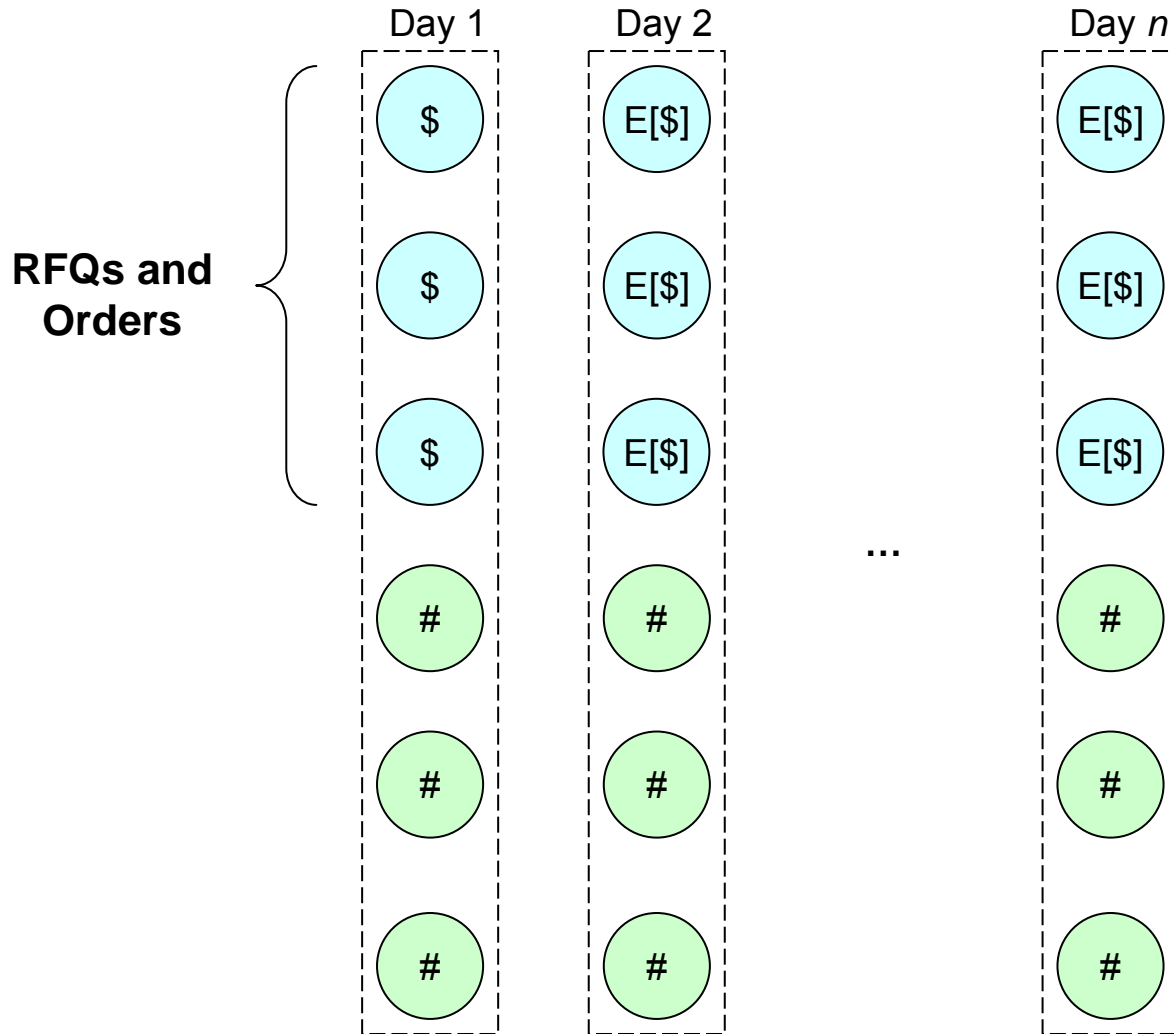 Day 1 Day 2 Day n
$ E[$] E[$]
RFQs and
Orders
$ E[$] E[$]
$ E[$] E[$]
...
# # #
# # #
# # #